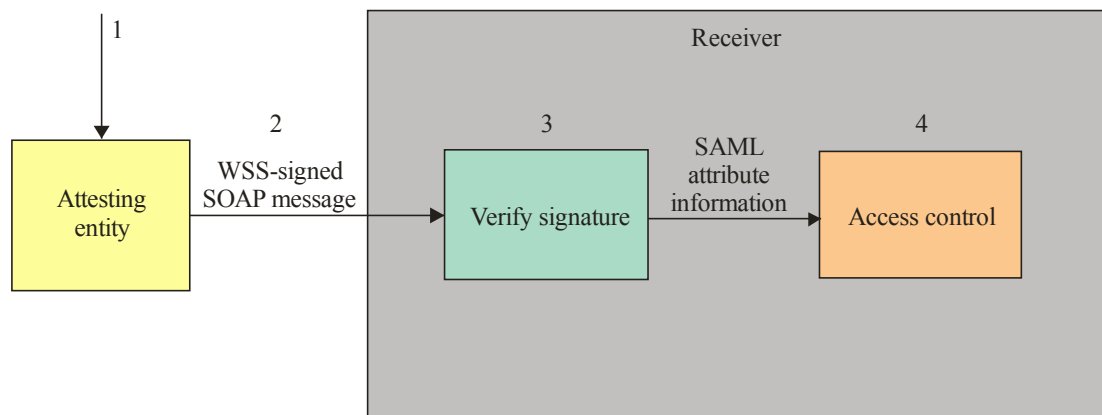 1
Receiver
2
3
4
WSS-signed
SOAP message
SAML
attribute
information
Attesting
entity
Verify signature
Access control